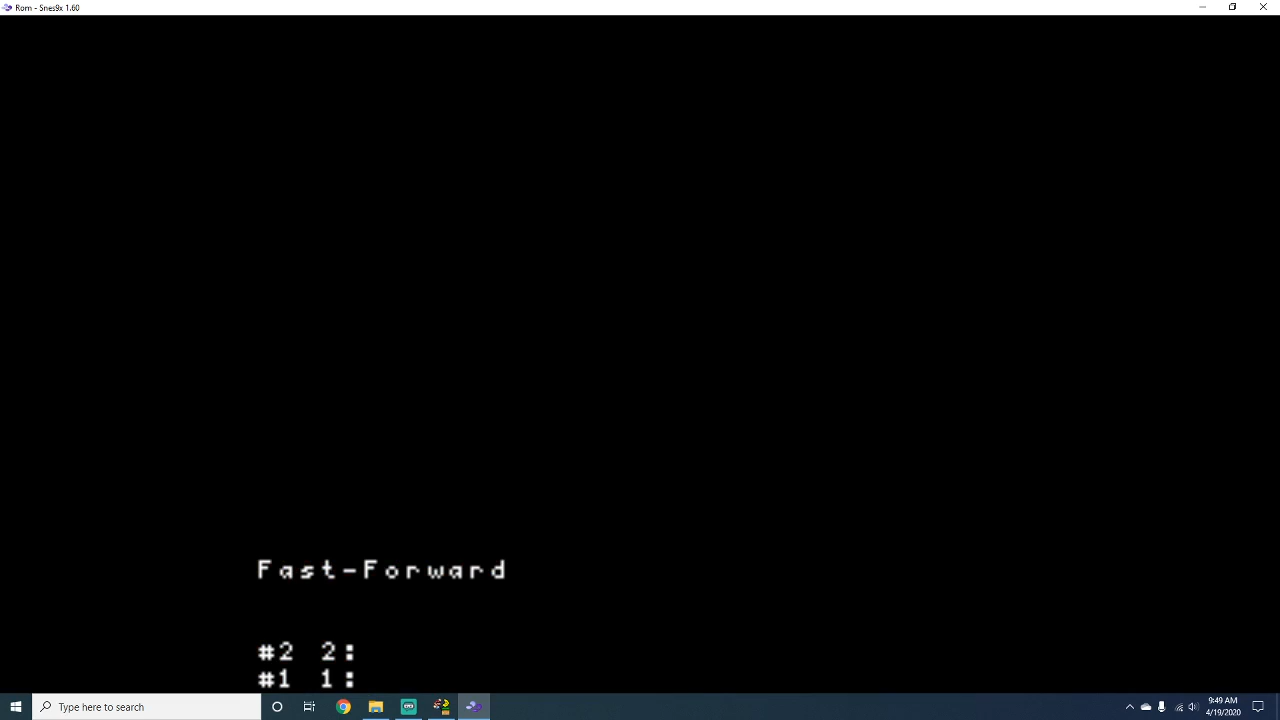 Rom - Snes9x 1.60
Fast-Forward
#2 2:
#1 1:
Type here to search
9:49 AM
4/19/2020